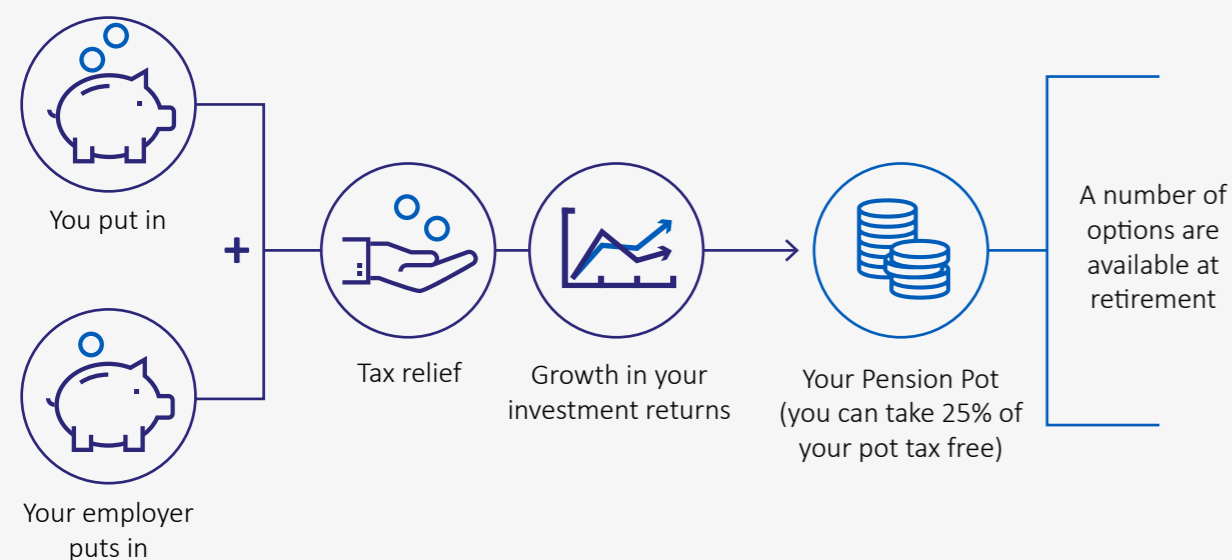 You put in
+
Your employer
puts in
Tax relief
Growth in your
investment returns
Your Pension Pot
(you can take 25% of
your pot tax free)
A number of
options are
available at
retirement